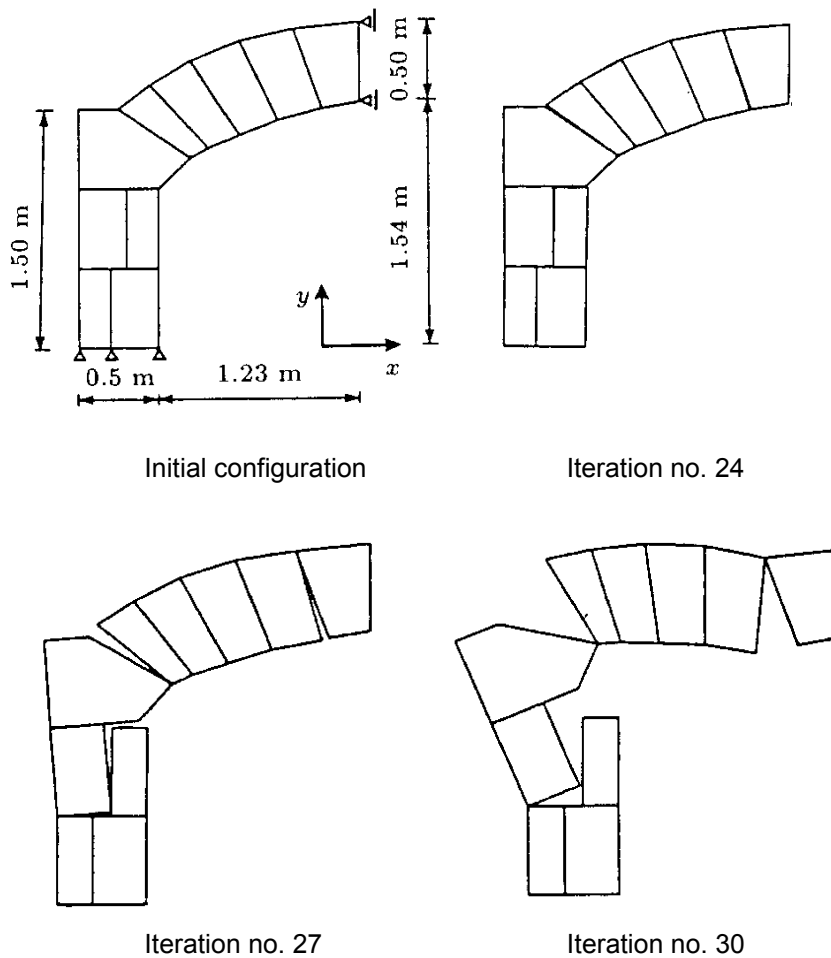 0.50 m
1.50 m
1.54 m
y
x
0.5 m
1.23 m
Initial configuration
Iteration no. 24
Iteration no. 27
Iteration no. 30